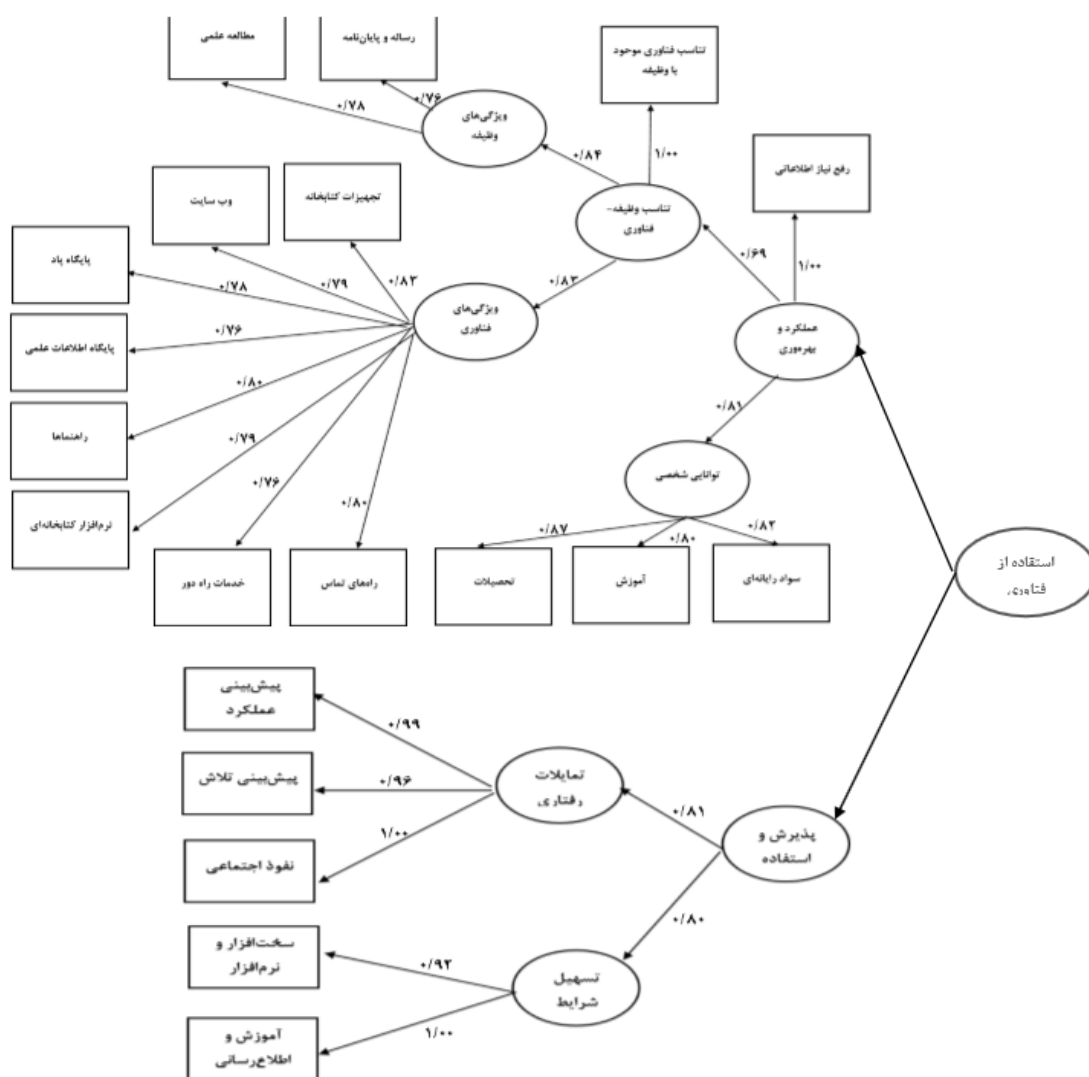 مطالعه علمی
رساله و پایان‌نامه
تناسب فناوری موجود
با وظیفه
۰/۷۸
۰/۷۶
ویژگی‌های
وظیفه
۰/۸۴
۱/۰۰
رفع نیاز اطلاعاتی
تجهیزات کتابخانه
وب سایت
تناسب وظیفه-
فناوری
۰/۶۹
۱/۰۰
پایگاه پاد
۰/۷۸
۰/۷۹
۰/۸۲
۰/۸۳
ویژگی‌های
فناوری
عملکرد و
بهره‌وری
پایگاه اطلاعات علمی
۰/۷۶
راهنماها
۰/۸۰
نرم‌افزار کتابخانه‌ای
۰/۷۹
۰/۷۶
۰/۸۰
خدمات راه دور
راه‌های تماس
۰/۸۱
توانایی شخصی
۰/۸۷
۰/۸۰
۰/۸۲
تحصیلات
آموزش
سواد رایانه‌ای
استفاده از
فناوری
پیش‌بینی
عملکرد
۰/۹۹
پیش‌بینی تلاش
۰/۹۶
تمایلات
رفتاری
۰/۸۱
نفوذ اجتماعی
۱/۰۰
پذیرش و
استفاده
سخت‌افزار و
نرم‌افزار
۰/۹۲
۰/۸۰
تسهیل
شرایط
آموزش و
اطلاع‌رسانی
۱/۰۰